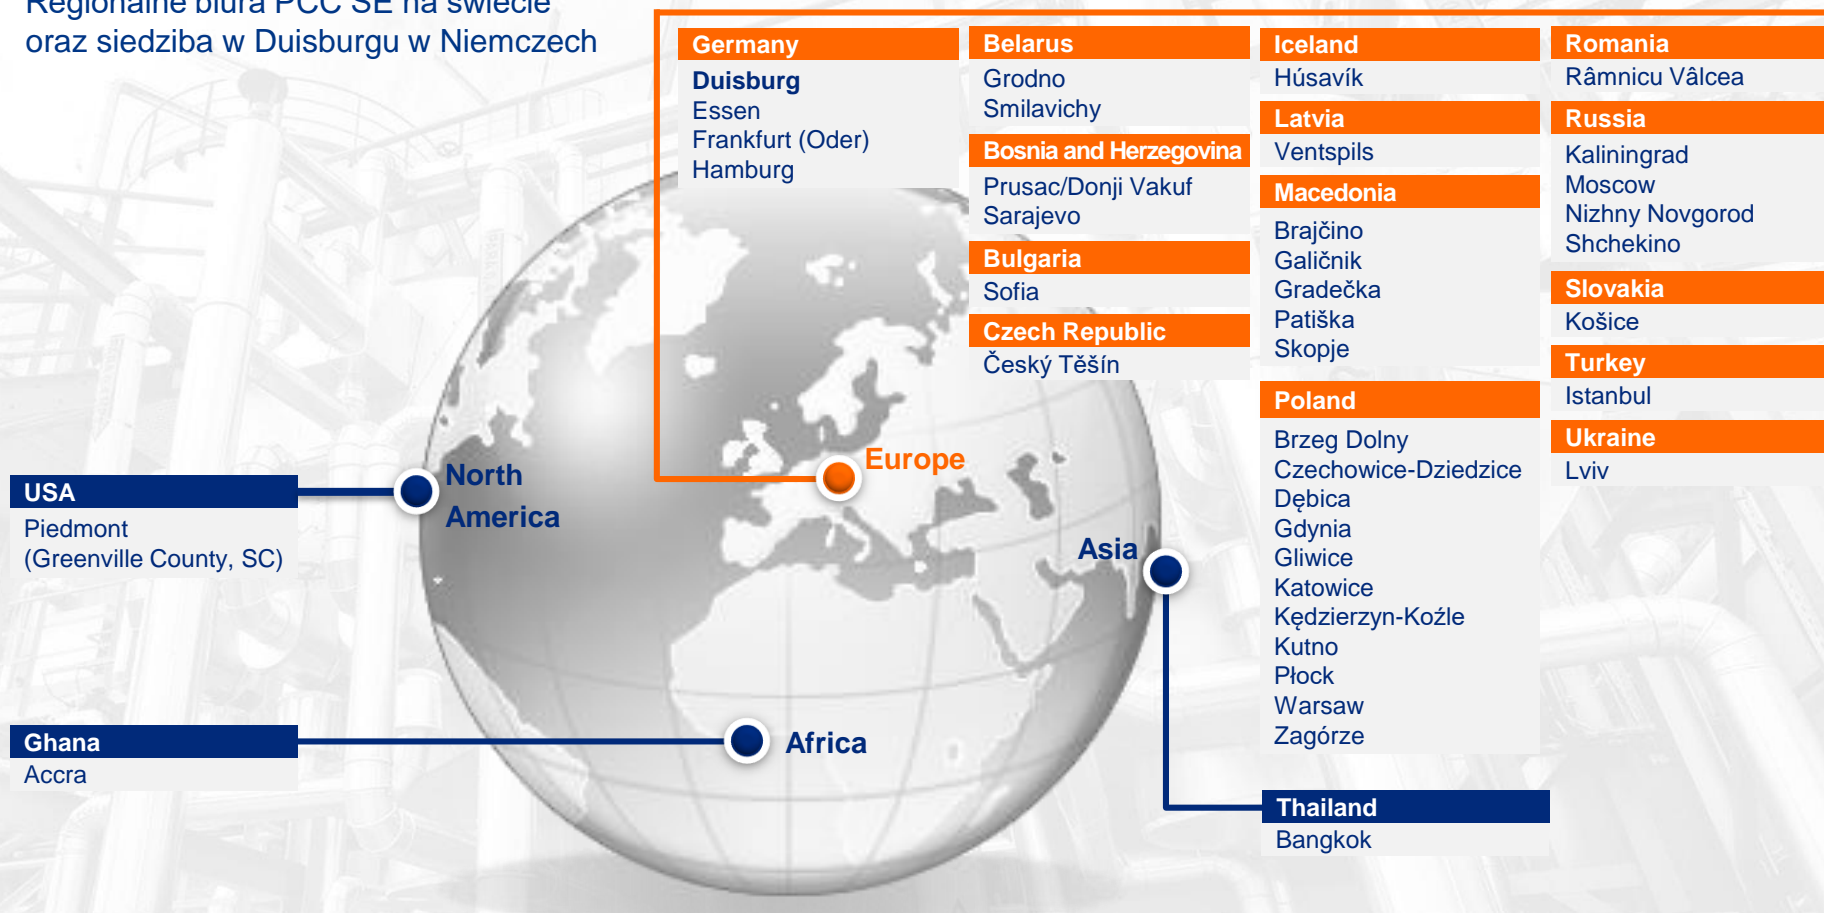 Regionalne biura PCC SE na świecie
oraz siedziba w Duisburgu w Niemczech
Germany
Duisburg
Essen
Frankfurt (Oder)
Hamburg
Belarus
Grodno
Smilavichy
Bosnia and Herzegovina
Prusac/Donji Vakuf
Sarajevo
Bulgaria
Sofia
Czech Republic
Český Těšín
Iceland
Húsavík
Latvia
Ventspils
Macedonia
Brajčino
Galičnik
Gradečka
Patiška
Skopje
Poland
Brzeg Dolny
Czechowice-Dziedzice
Dębica
Gdynia
Gliwice
Katowice
Kędzierzyn-Koźle
Kutno
Płock
Warsaw
Zagórze
Romania
Râmnicu Vâlcea
Russia
Kaliningrad
Moscow
Nizhny Novgorod
Shchekino
Slovakia
Košice
Turkey
Istanbul
Ukraine
Lviv
Europe
North
America
USA
Piedmont
(Greenville County, SC)
Asia
Africa
Ghana
Accra
Thailand
Bangkok